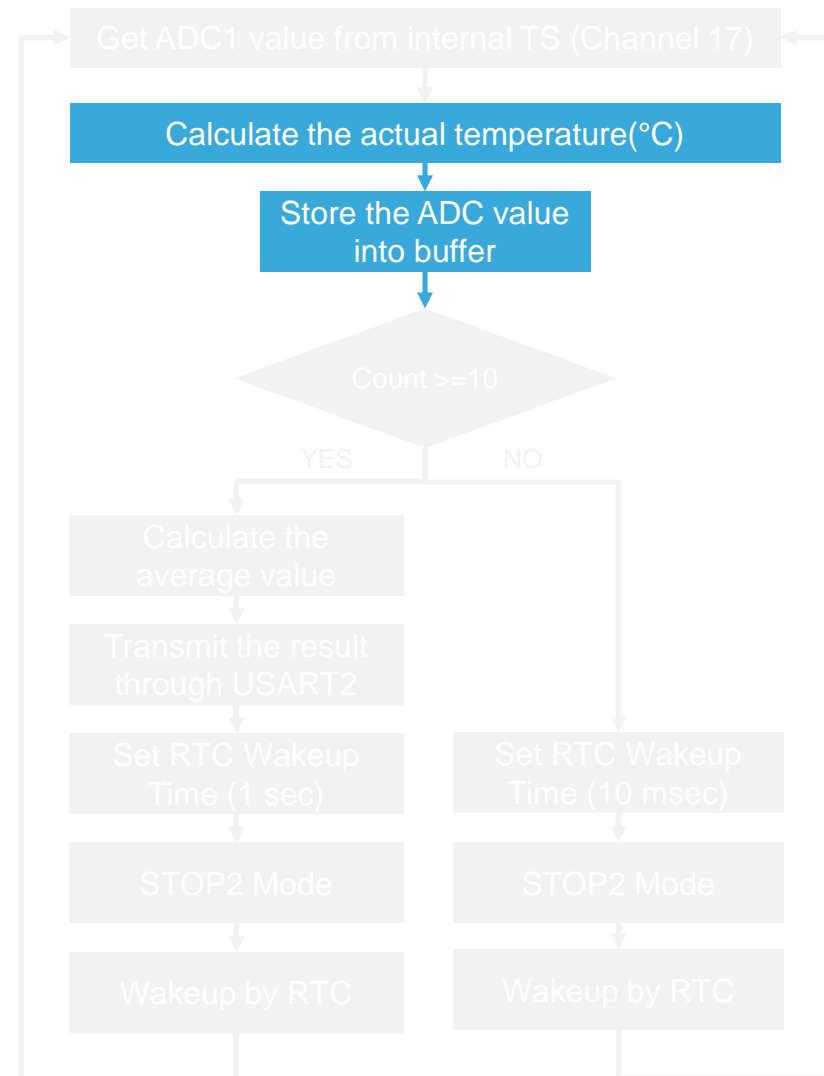 Get ADC1 value from internal TS (Channel 17)
Calculate the actual temperature(°C)
Store the ADC value
into buffer
Count >=10
YES
NO
Calculate the
average value
Transmit the result
through USART2
Set RTC Wakeup
Time (1 sec)
STOP2 Mode
Wakeup by RTC
Set RTC Wakeup
Time (10 msec)
STOP2 Mode
Wakeup by RTC